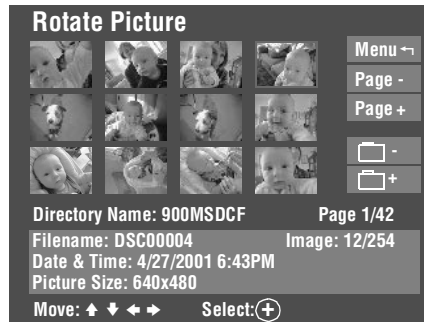 Rotate Picture
Menu
Page -
Page +
-
+
Directory Name: 900MSDCF Page 1/42
Filename: DSC00004 Image: 12/254
Date & Time: 4/27/2001 6:43PM
Picture Size: 640x480
Move: Select: